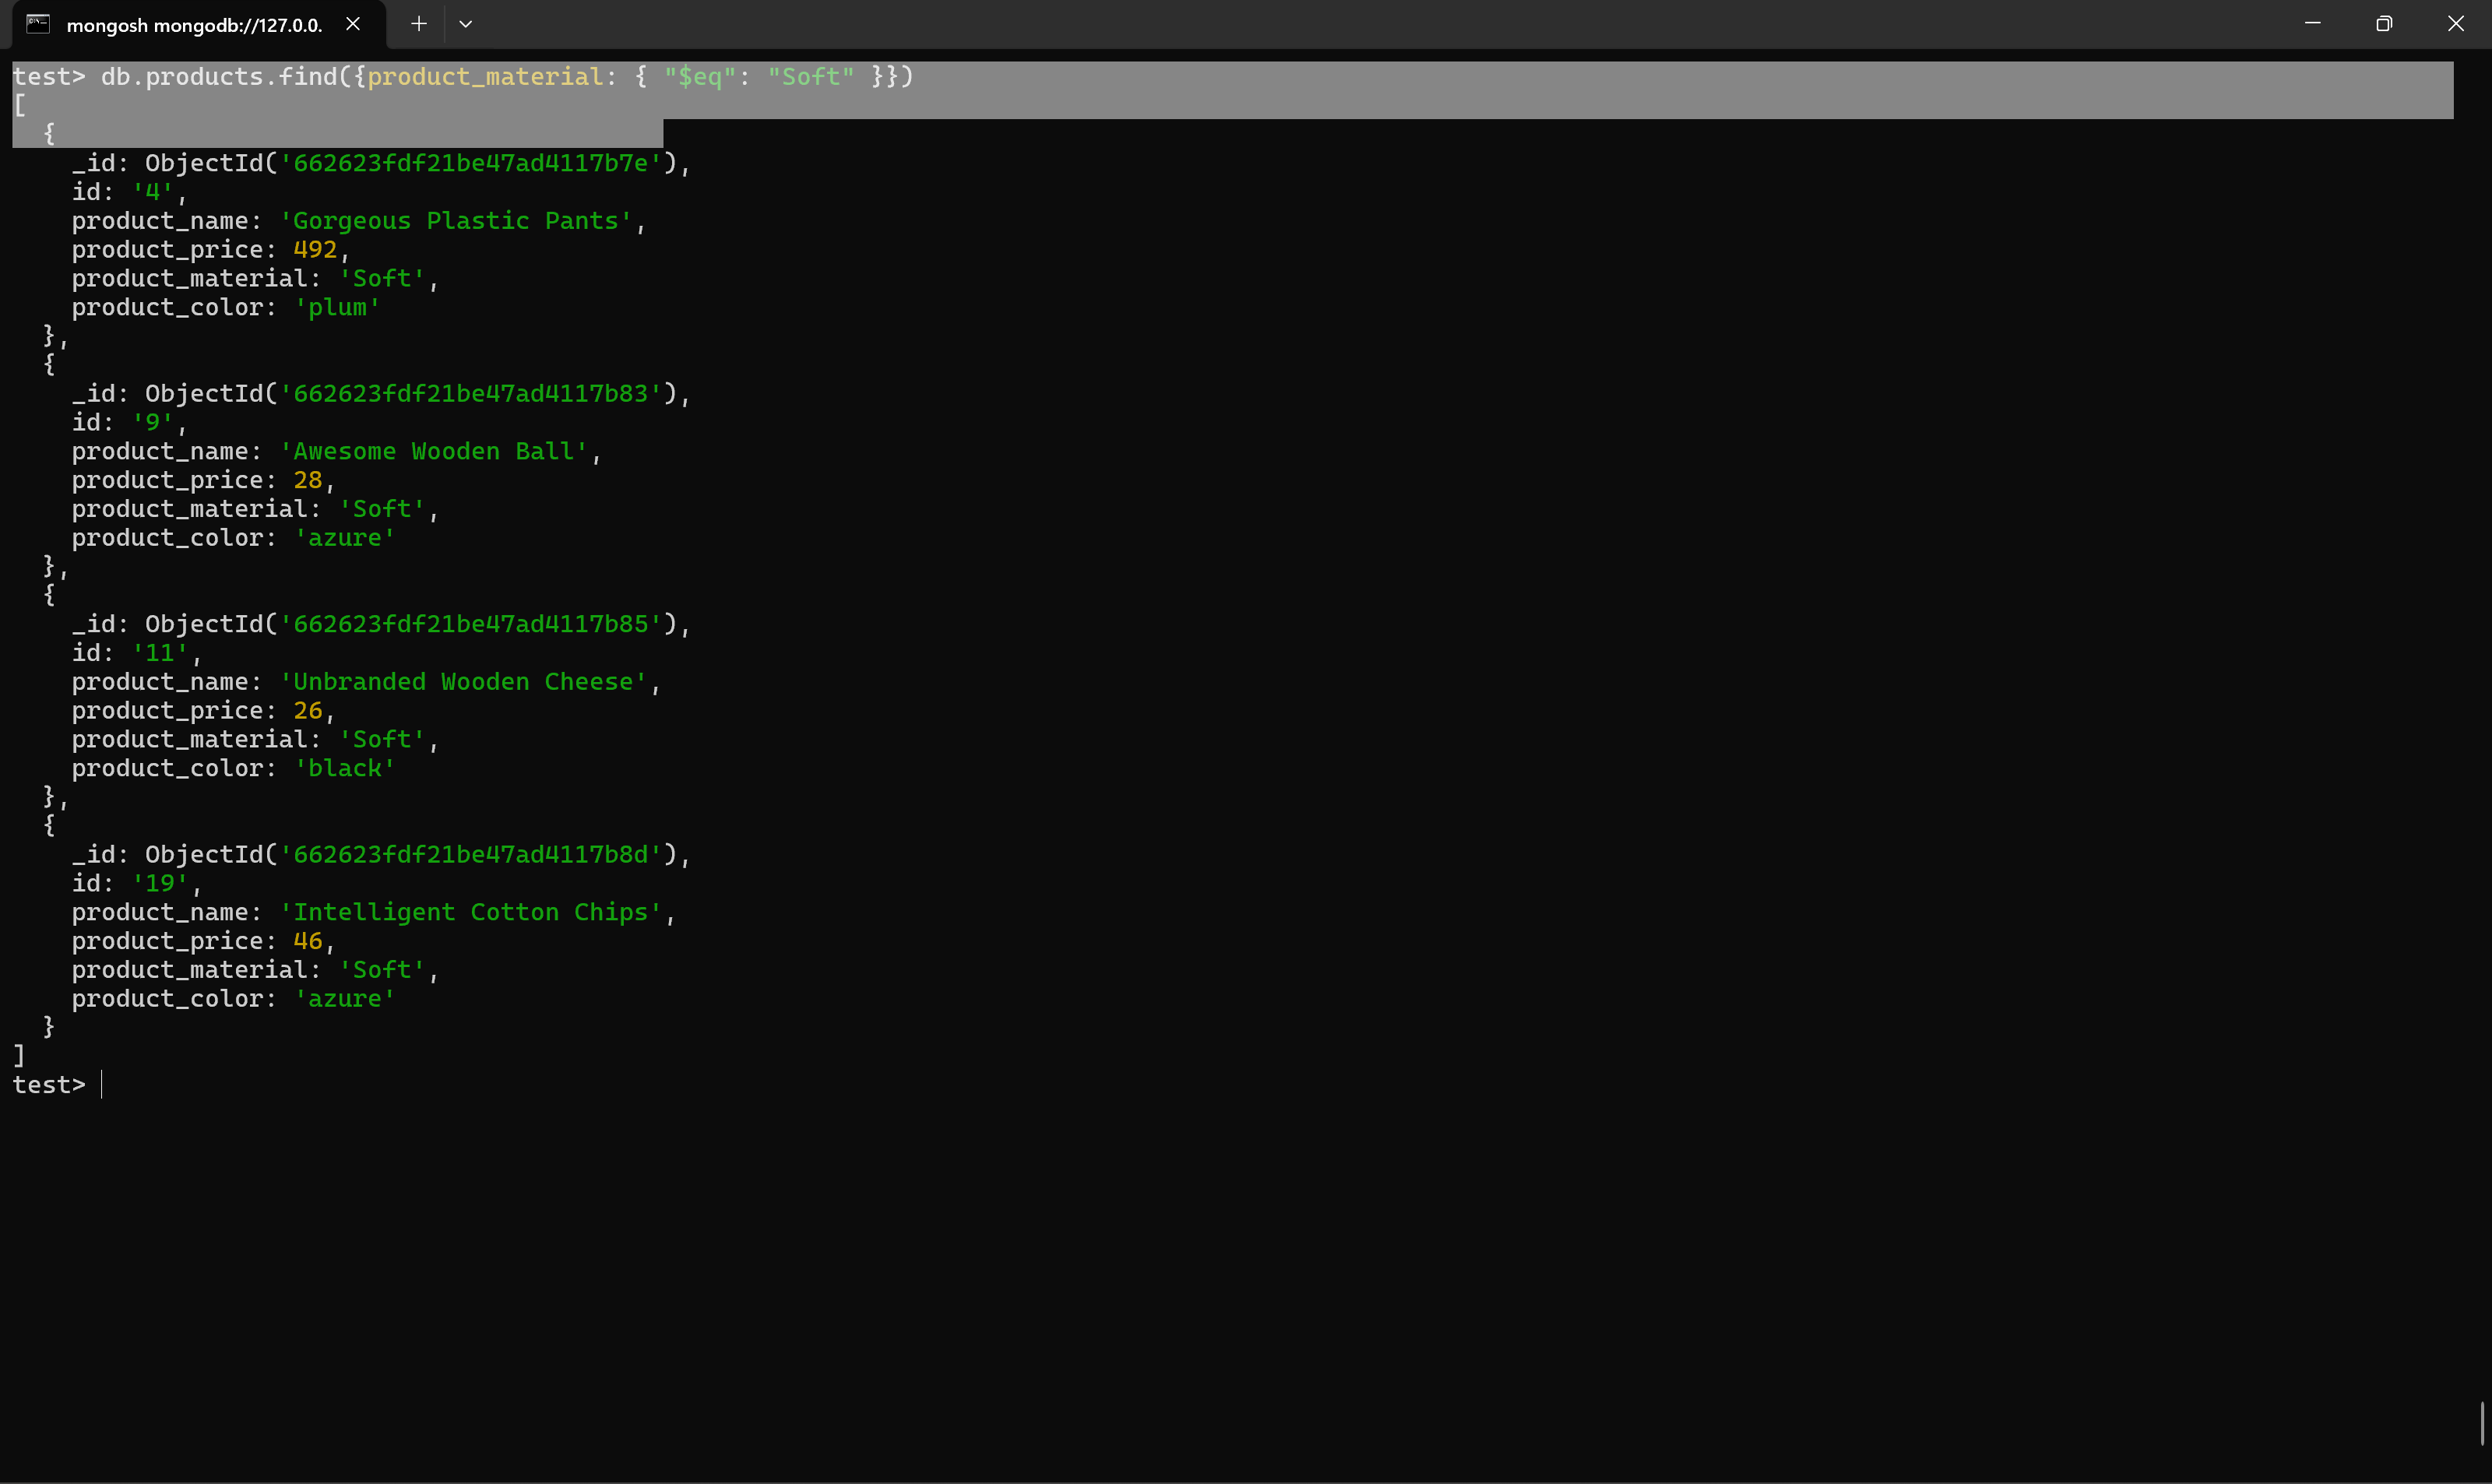 mongosh mongodb://127.0.0.
test> db.products.find({product_material: { "$eq": "Soft" }})
[
  {
    _id: ObjectId('662623fdf21be47ad4117b7e'),
    id: '4',
    product_name: 'Gorgeous Plastic Pants',
    product_price: 492,
    product_material: 'Soft',
    product_color: 'plum'
  },
  {
    _id: ObjectId('662623fdf21be47ad4117b83'),
    id: '9',
    product_name: 'Awesome Wooden Ball',
    product_price: 28,
    product_material: 'Soft',
    product_color: 'azure'
  },
  {
    _id: ObjectId('662623fdf21be47ad4117b85'),
    id: '11',
    product_name: 'Unbranded Wooden Cheese',
    product_price: 26,
    product_material: 'Soft',
    product_color: 'black'
  },
  {
    _id: ObjectId('662623fdf21be47ad4117b8d'),
    id: '19',
    product_name: 'Intelligent Cotton Chips',
    product_price: 46,
    product_material: 'Soft',
    product_color: 'azure'
  }
]
test>